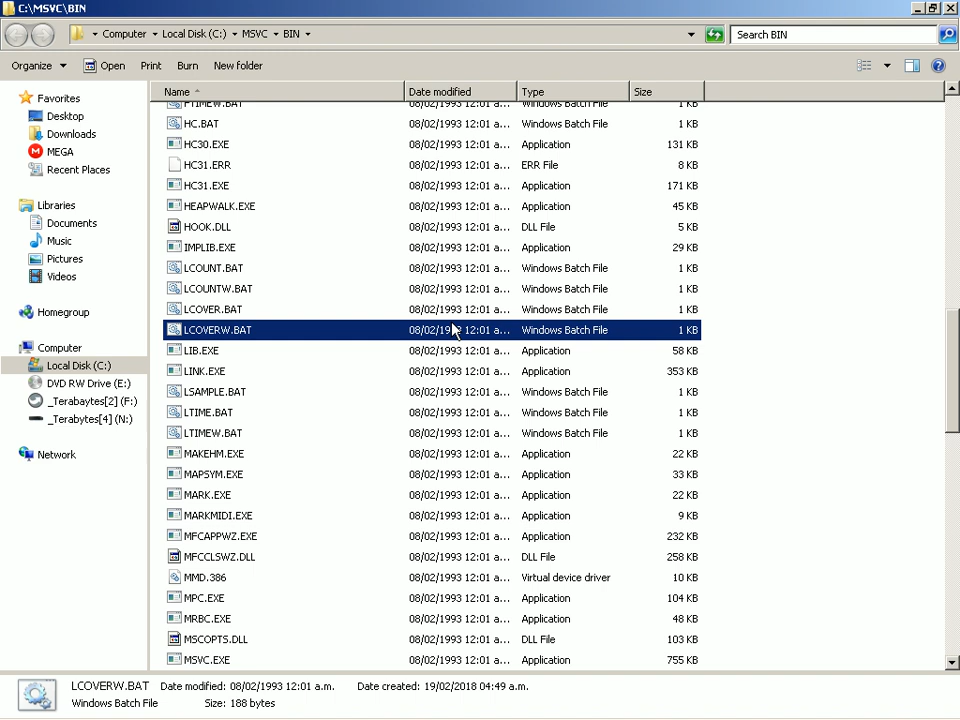 C:\MSVC\BIN
Computer Local Disk (C:) MSVC BIN Search BIN
Organize Open Print Burn New folder
Name Date modified Type Size
FTIMEW.BAT 08/02/1993 12:01 a... Windows Batch File 1 KB
HC.BAT 08/02/1993 12:01 a... Windows Batch File 1 KB
HC30.EXE 08/02/1993 12:01 a... Application 131 KB
HC31.ERR 08/02/1993 12:01 a... ERR File 8 KB
HC31.EXE 08/02/1993 12:01 a... Application 171 KB
HEAPWALK.EXE 08/02/1993 12:01 a... Application 45 KB
HOOK.DLL 08/02/1993 12:01 a... DLL File 5 KB
IMPLIB.EXE 08/02/1993 12:01 a... Application 29 KB
LCOUNT.BAT 08/02/1993 12:01 a... Windows Batch File 1 KB
LCOUNTW.BAT 08/02/1993 12:01 a... Windows Batch File 1 KB
LCOVER.BAT 08/02/1993 12:01 a... Windows Batch File 1 KB
LCOVERW.BAT 08/02/1993 12:01 a... Windows Batch File 1 KB
LIB.EXE 08/02/1993 12:01 a... Application 58 KB
LINK.EXE 08/02/1993 12:01 a... Application 353 KB
LSAMPLE.BAT 08/02/1993 12:01 a... Windows Batch File 1 KB
LTIME.BAT 08/02/1993 12:01 a... Windows Batch File 1 KB
LTIMEW.BAT 08/02/1993 12:01 a... Windows Batch File 1 KB
MAKEHM.EXE 08/02/1993 12:01 a... Application 22 KB
MAPSYM.EXE 08/02/1993 12:01 a... Application 33 KB
MARK.EXE 08/02/1993 12:01 a... Application 22 KB
MARKMIDI.EXE 08/02/1993 12:01 a... Application 9 KB
MFCAPPWZ.EXE 08/02/1993 12:01 a... Application 232 KB
MFCCLSWZ.DLL 08/02/1993 12:01 a... DLL File 258 KB
MMD.386 08/02/1993 12:01 a... Virtual device driver 10 KB
MPC.EXE 08/02/1993 12:01 a... Application 104 KB
MRBC.EXE 08/02/1993 12:01 a... Application 48 KB
MSCOPTS.DLL 08/02/1993 12:01 a... DLL File 103 KB
MSVC.EXE 08/02/1993 12:01 a... Application 755 KB
Favorites
Desktop
Downloads
MEGA
Recent Places
Libraries
Documents
Music
Pictures
Videos
Homegroup
Computer
Local Disk (C:)
DVD RW Drive (E:)
_Terabaytes[2] (F:)
_Terabytes[4] (N:)
Network
LCOVERW.BAT Date modified: 08/02/1993 12:01 a.m. Date created: 19/02/2018 04:49 a.m.
Windows Batch File Size: 188 bytes